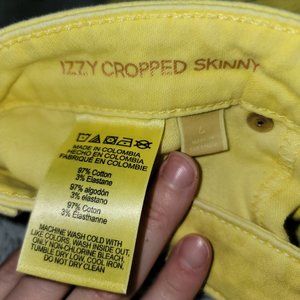 IZZY CROPPED SKINNY
MADE IN COLOMBIA
HECHO EN COLOMBIA
FABRIQUÉ EN COLOMBIE
97% Cotton
3% Elastane
97% algodón
3% elastano
97% Coton
3% Élasthanne
MACHINE WASH COLD WITH
LIKE COLORS, WASH INSIDE OUT,
ONLY NON-CHLORINE BLEACH,
TUMBLE DRY LOW, COOL IRON,
DO NOT DRY CLEAN